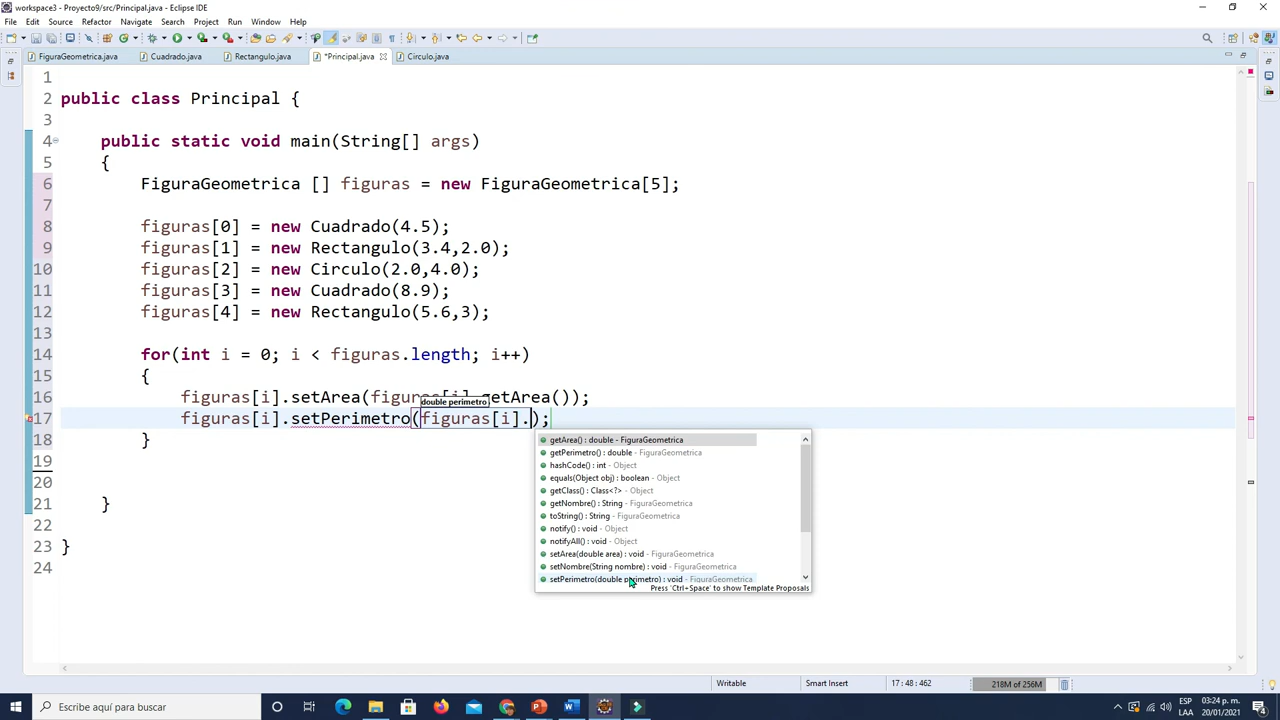 workspace3 - Proyecto9/src/Principal.java - Eclipse IDE
File Edit Source Refactor Navigate Search Project Run Window Help
FiguraGeometrica.java Cuadrado.java Rectangulo.java *Principal.java Circulo.java
1
2 public class Principal {
3
4 public static void main(String[] args)
5 {
6 FiguraGeometrica [] figuras = new FiguraGeometrica[5];
7
8 figuras[0] = new Cuadrado(4.5);
9 figuras[1] = new Rectangulo(3.4,2.0);
10 figuras[2] = new Circulo(2.0,4.0);
11 figuras[3] = new Cuadrado(8.9);
12 figuras[4] = new Rectangulo(5.6,3);
13
14 for(int i = 0; i < figuras.length; i++)
15 {
16 figuras[i].setArea(figuras[i].getArea());
double perimetro
17 figuras[i].setPerimetro(figuras[i].);
18 }
19
20
21 }
22
23 }
24
getArea() : double - FiguraGeometrica
getPerimetro() : double - FiguraGeometrica
hashCode() : int - Object
equals(Object obj) : boolean - Object
getClass() : Class<?> - Object
getNombre() : String - FiguraGeometrica
toString() : String - FiguraGeometrica
notify() : void - Object
notifyAll() : void - Object
setArea(double area) : void - FiguraGeometrica
setNombre(String nombre) : void - FiguraGeometrica
setPerimetro(double perimetro) : void - FiguraGeometrica
Press 'Ctrl+Space' to show Template Proposals
Writable Smart Insert 17 : 48 : 462 218M of 256M
Escribe aquí para buscar
ESP 03:24 p. m.
LAA 20/01/2021
4